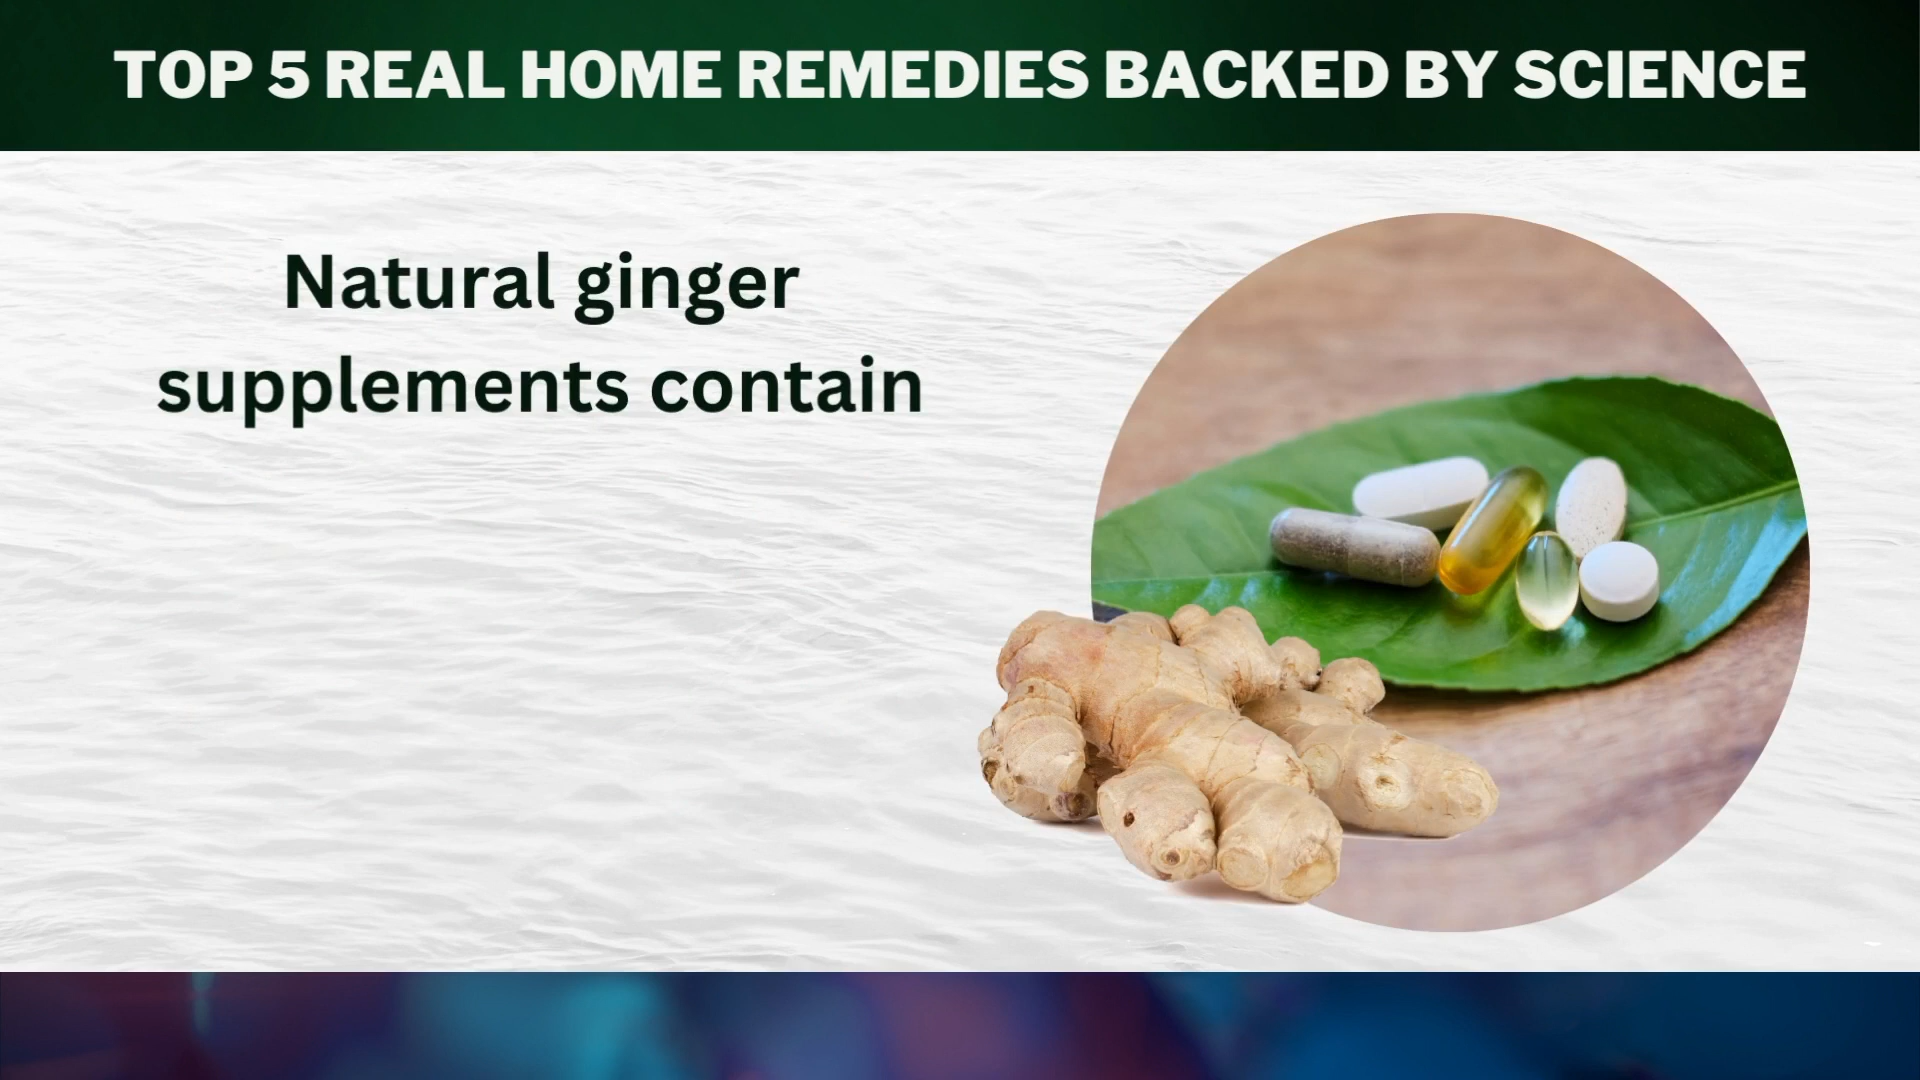 TOP 5 REAL HOME REMEDIES BACKED BY SCIENCE
Natural ginger
supplements contain